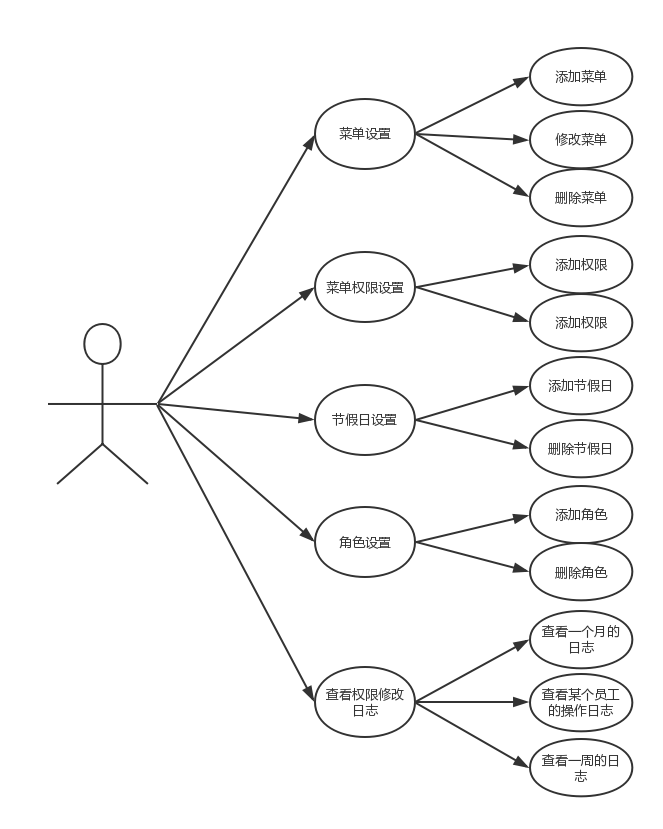 添加菜单
菜单设置
修改菜单
删除菜单
添加权限
菜单权限设置
添加权限
添加节假日
节假日设置
删除节假日
添加角色
角色设置
删除角色
查看一个月的
日志
查看权限修改
日志
查看某个员工
的操作日志
查看一周的日
志